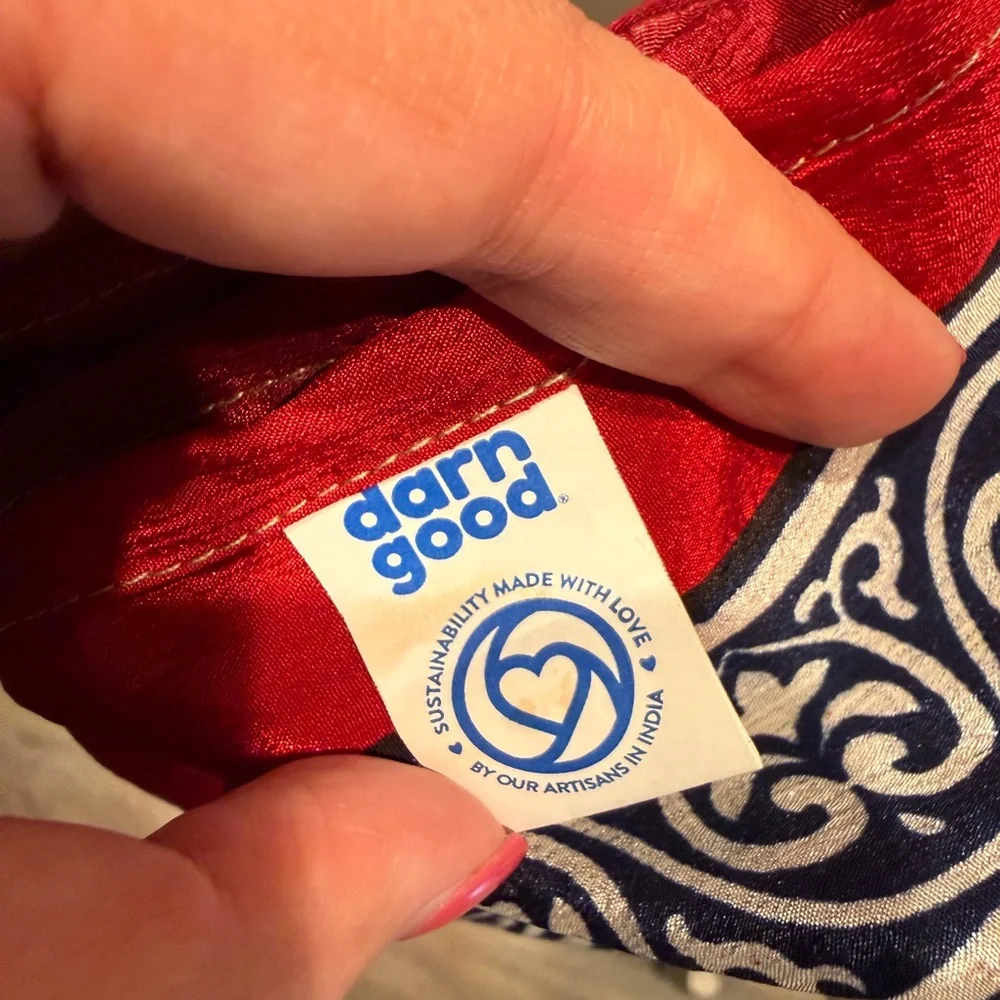 darn
good®
SUSTAINABILITY MADE WITH LOVE
BY OUR ARTISANS IN INDIA